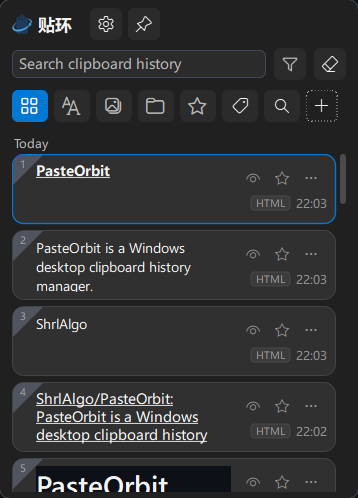 贴环
Search clipboard history
Today
1
PasteOrbit
HTML 22:03
2
PasteOrbit is a Windows
desktop clipboard history
manager.
HTML 22:03
3
ShrlAlgo
HTML 22:03
4
ShrlAlgo/PasteOrbit:
PasteOrbit is a Windows
desktop clipboard history
HTML 22:02
5
PasteOrbit